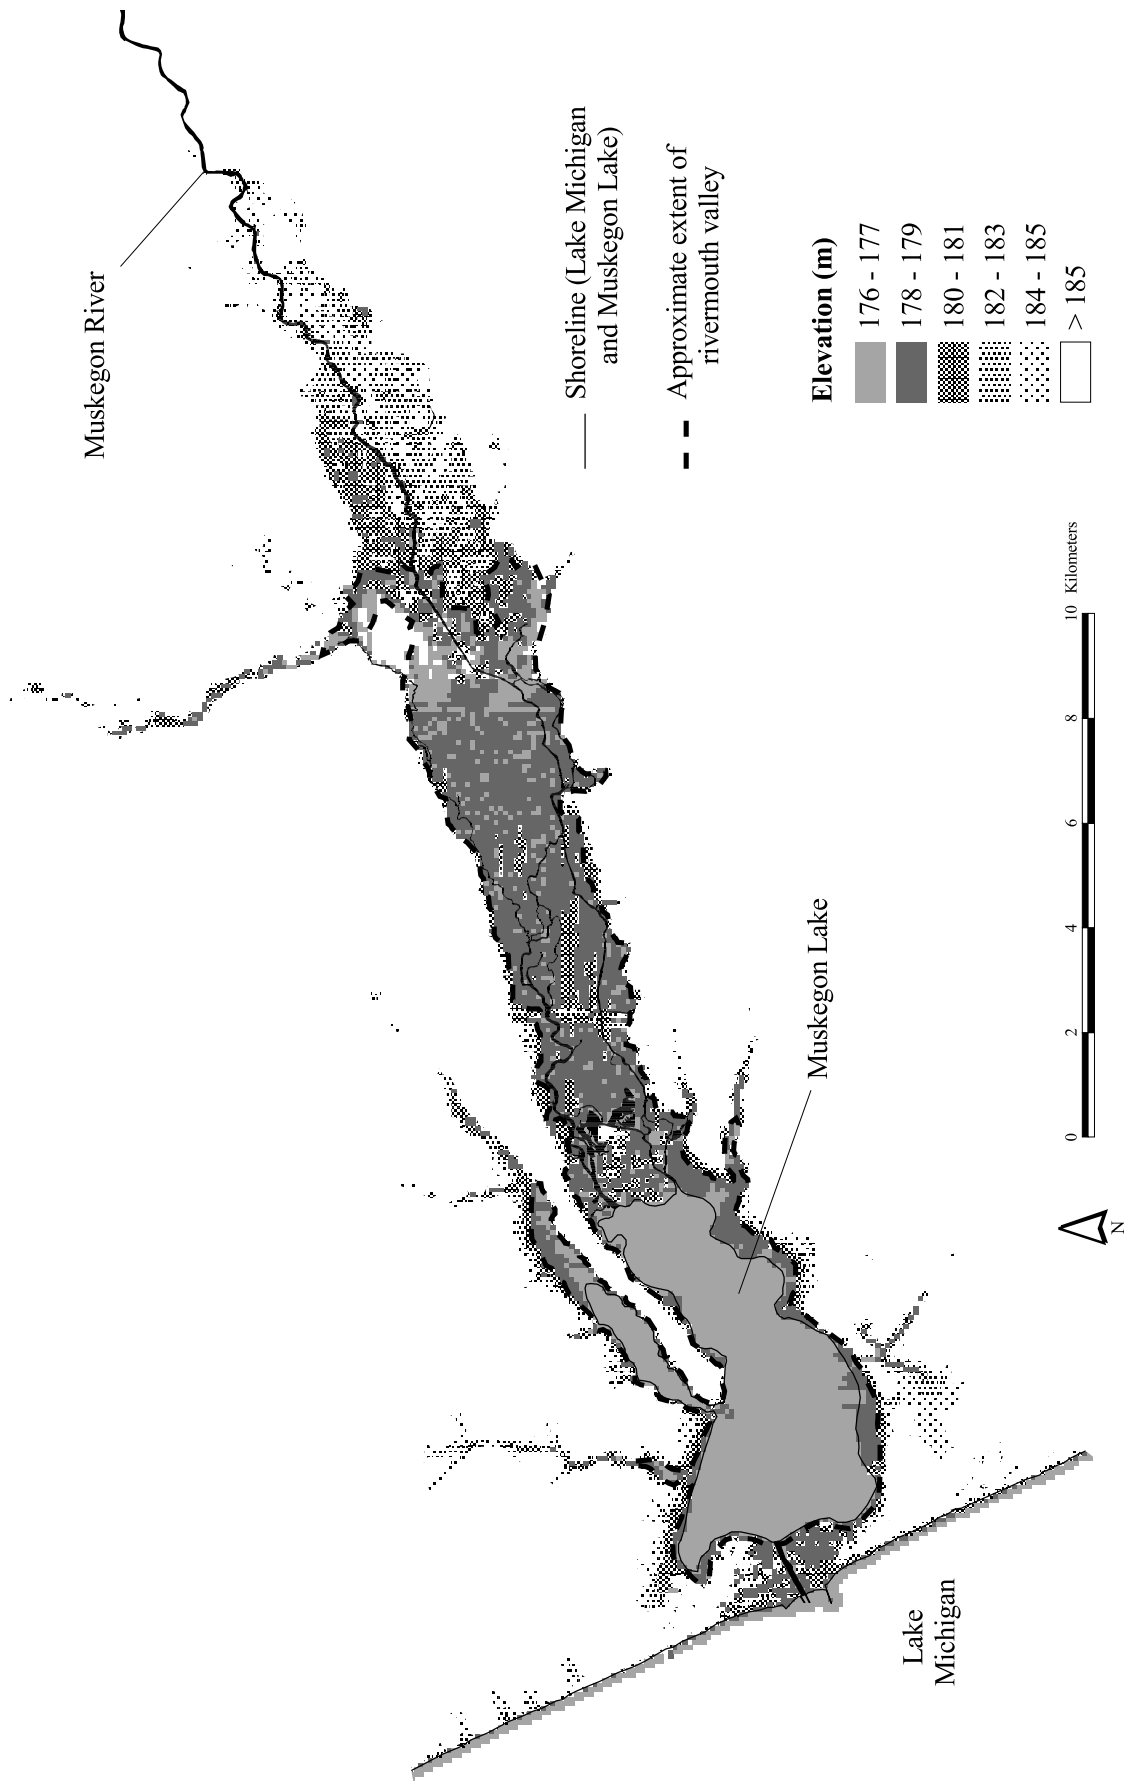 Muskegon River
Shoreline (Lake Michigan
and Muskegon Lake)
Approximate extent of
rivermouth valley
Elevation (m)
176 - 177
178 - 179
180 - 181
182 - 183
184 - 185
> 185
Muskegon Lake
0 2 4 6 8 10 Kilometers
N
Lake
Michigan